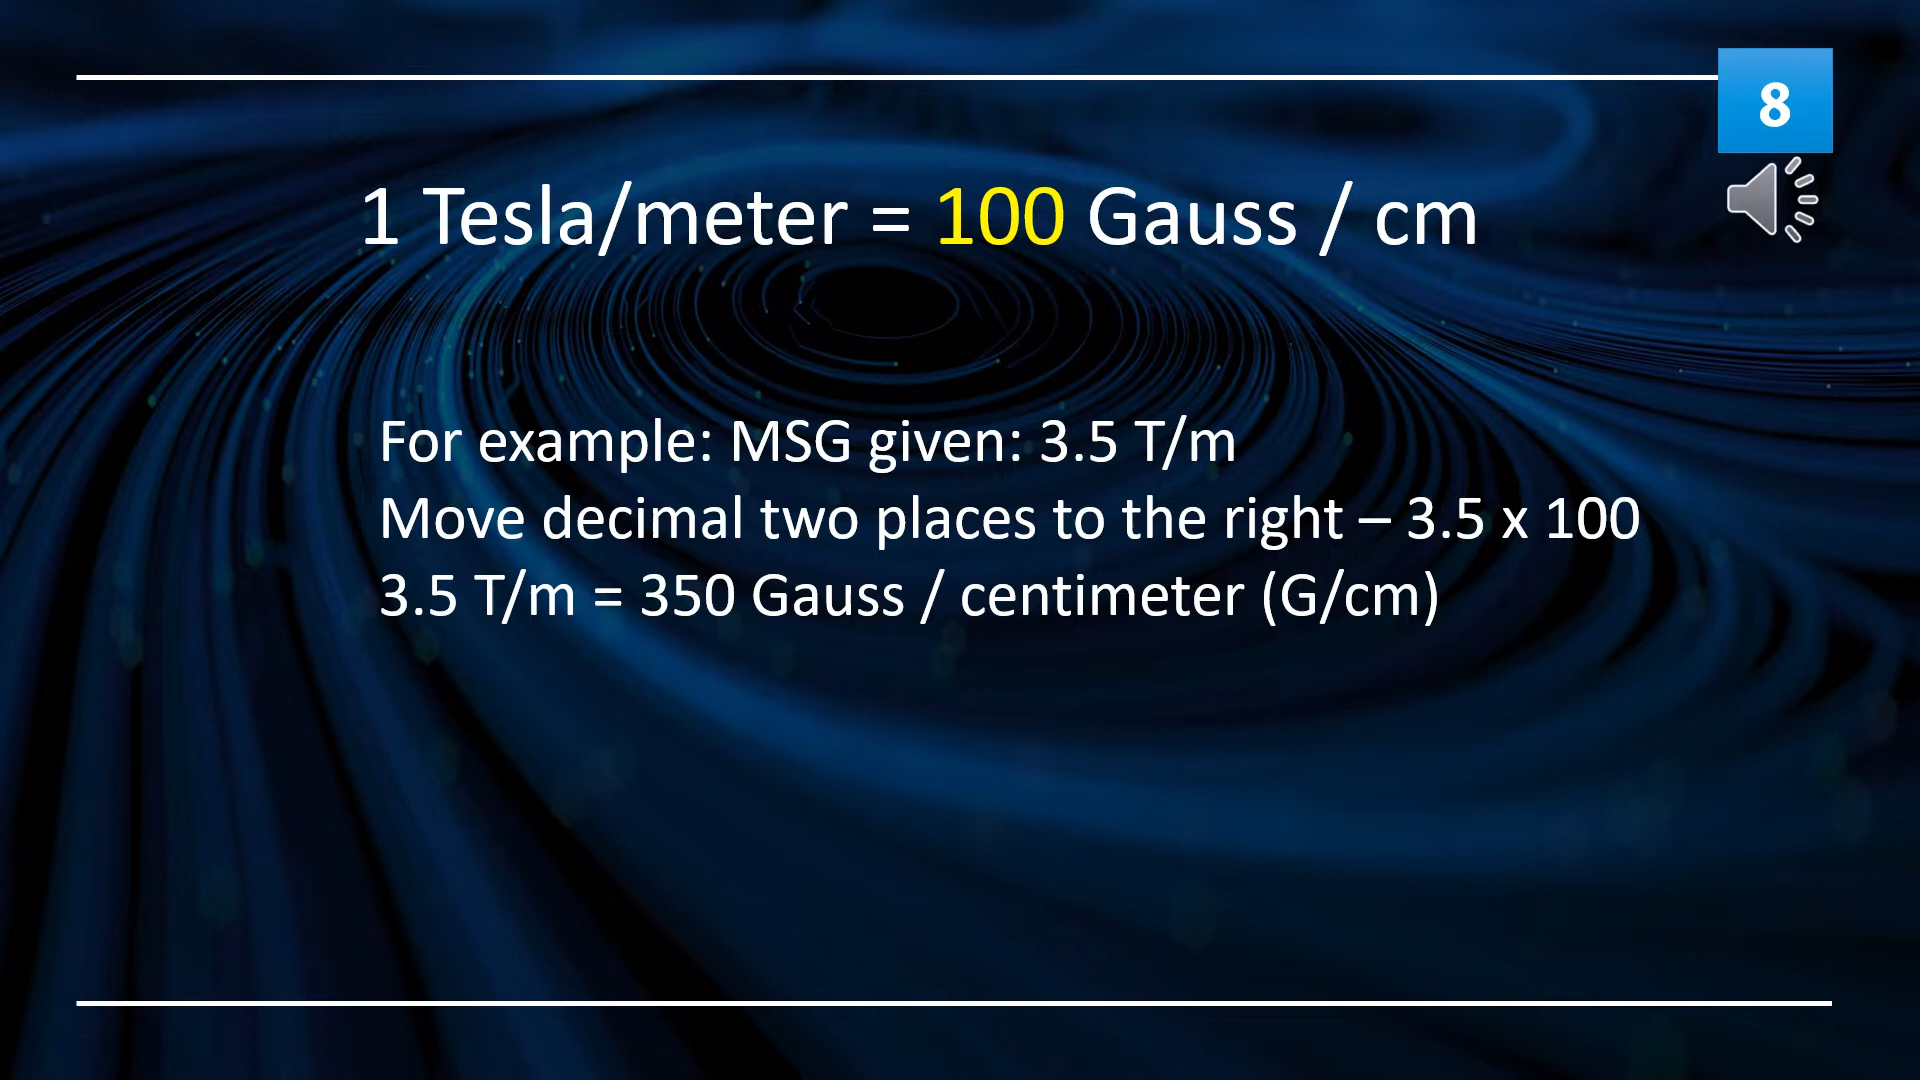 8
1 Tesla/meter = 100 Gauss / cm
For example: MSG given: 3.5 T/m
Move decimal two places to the right – 3.5 x 100
3.5 T/m = 350 Gauss / centimeter (G/cm)